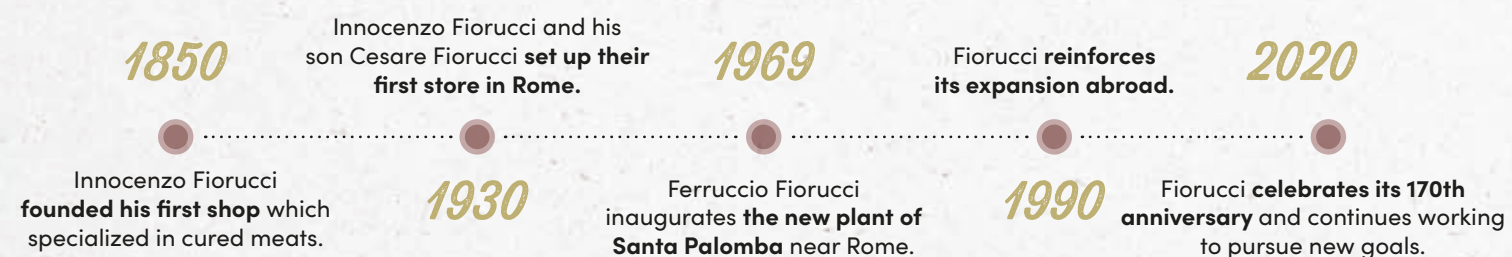 1850
Innocenzo Fiorucci
founded his first shop which
specialized in cured meats.
Innocenzo Fiorucci and his
son Cesare Fiorucci set up their
first store in Rome.
1930
1969
Ferruccio Fiorucci
inaugurates the new plant of
Santa Palomba near Rome.
Fiorucci reinforces
its expansion abroad.
1990
2020
Fiorucci celebrates its 170th
anniversary and continues working
to pursue new goals.